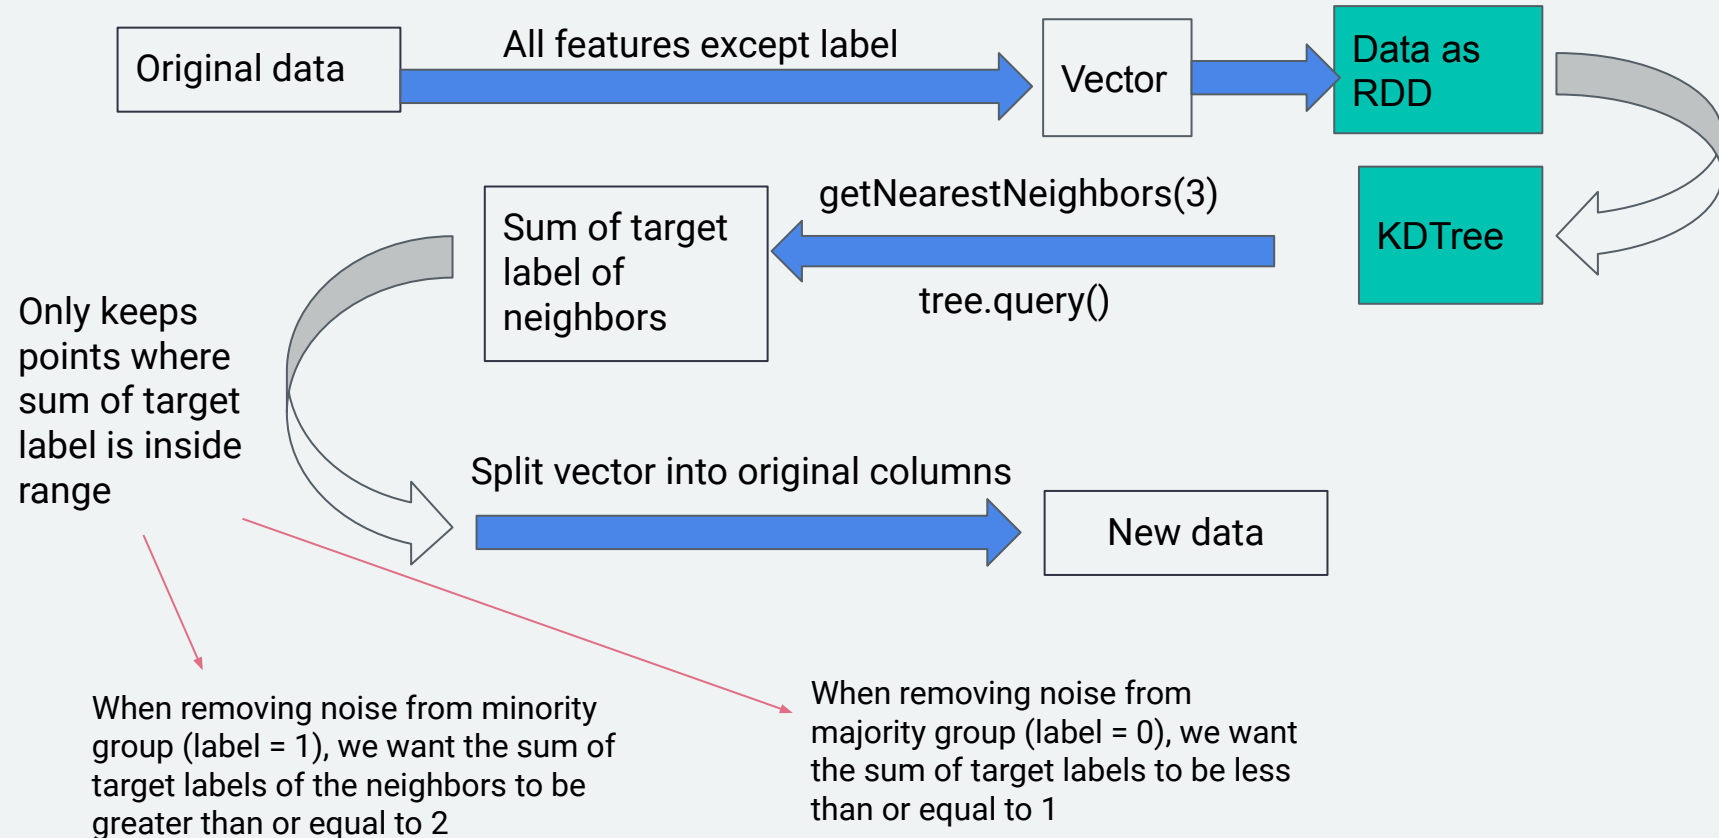 Original data
All features except label
Vector
Data as
RDD
getNearestNeighbors(3)
tree.query()
KDTree
Sum of target
label of
neighbors
Only keeps
points where
sum of target
label is inside
range
Split vector into original columns
New data
When removing noise from minority
group (label = 1), we want the sum of
target labels of the neighbors to be
greater than or equal to 2
When removing noise from
majority group (label = 0), we want
the sum of target labels to be less
than or equal to 1